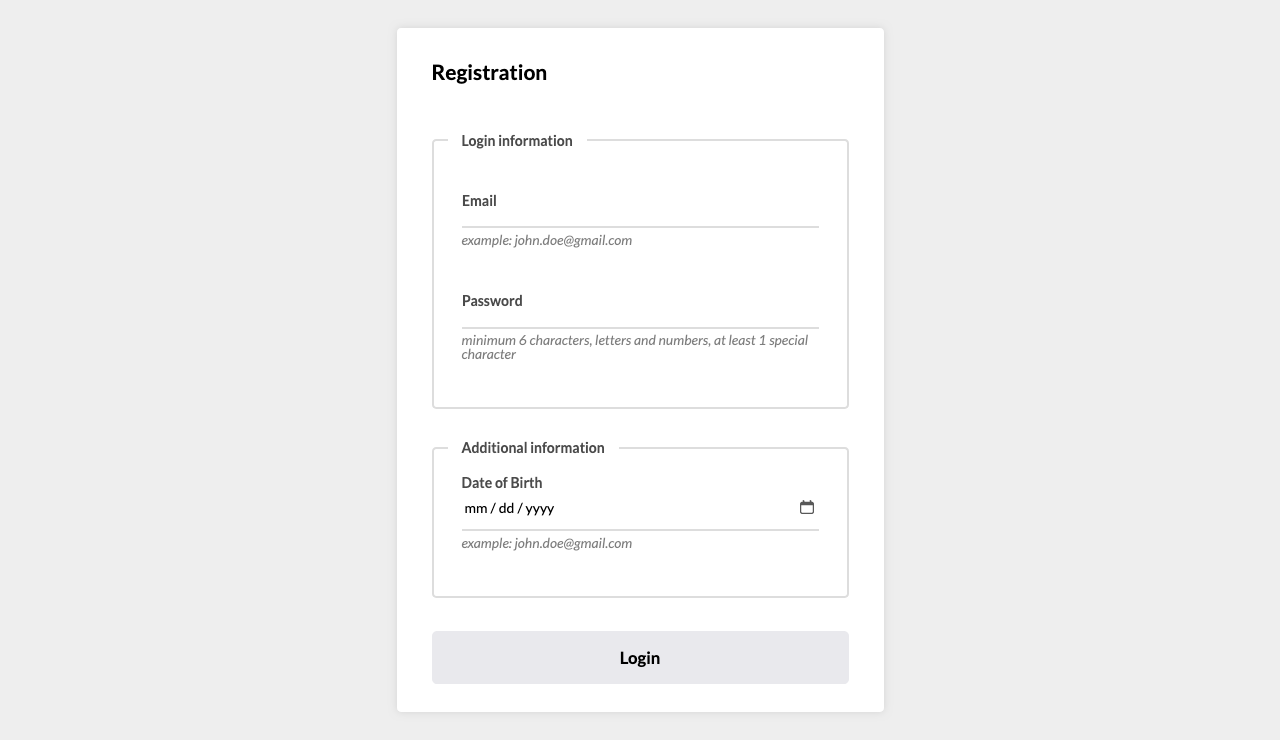 Registration
Login information
Email
example: john.doe@gmail.com
Password
minimum 6 characters, letters and numbers, at least 1 special
character
Additional information
Date of Birth
mm / dd / yyyy
example: john.doe@gmail.com
Login